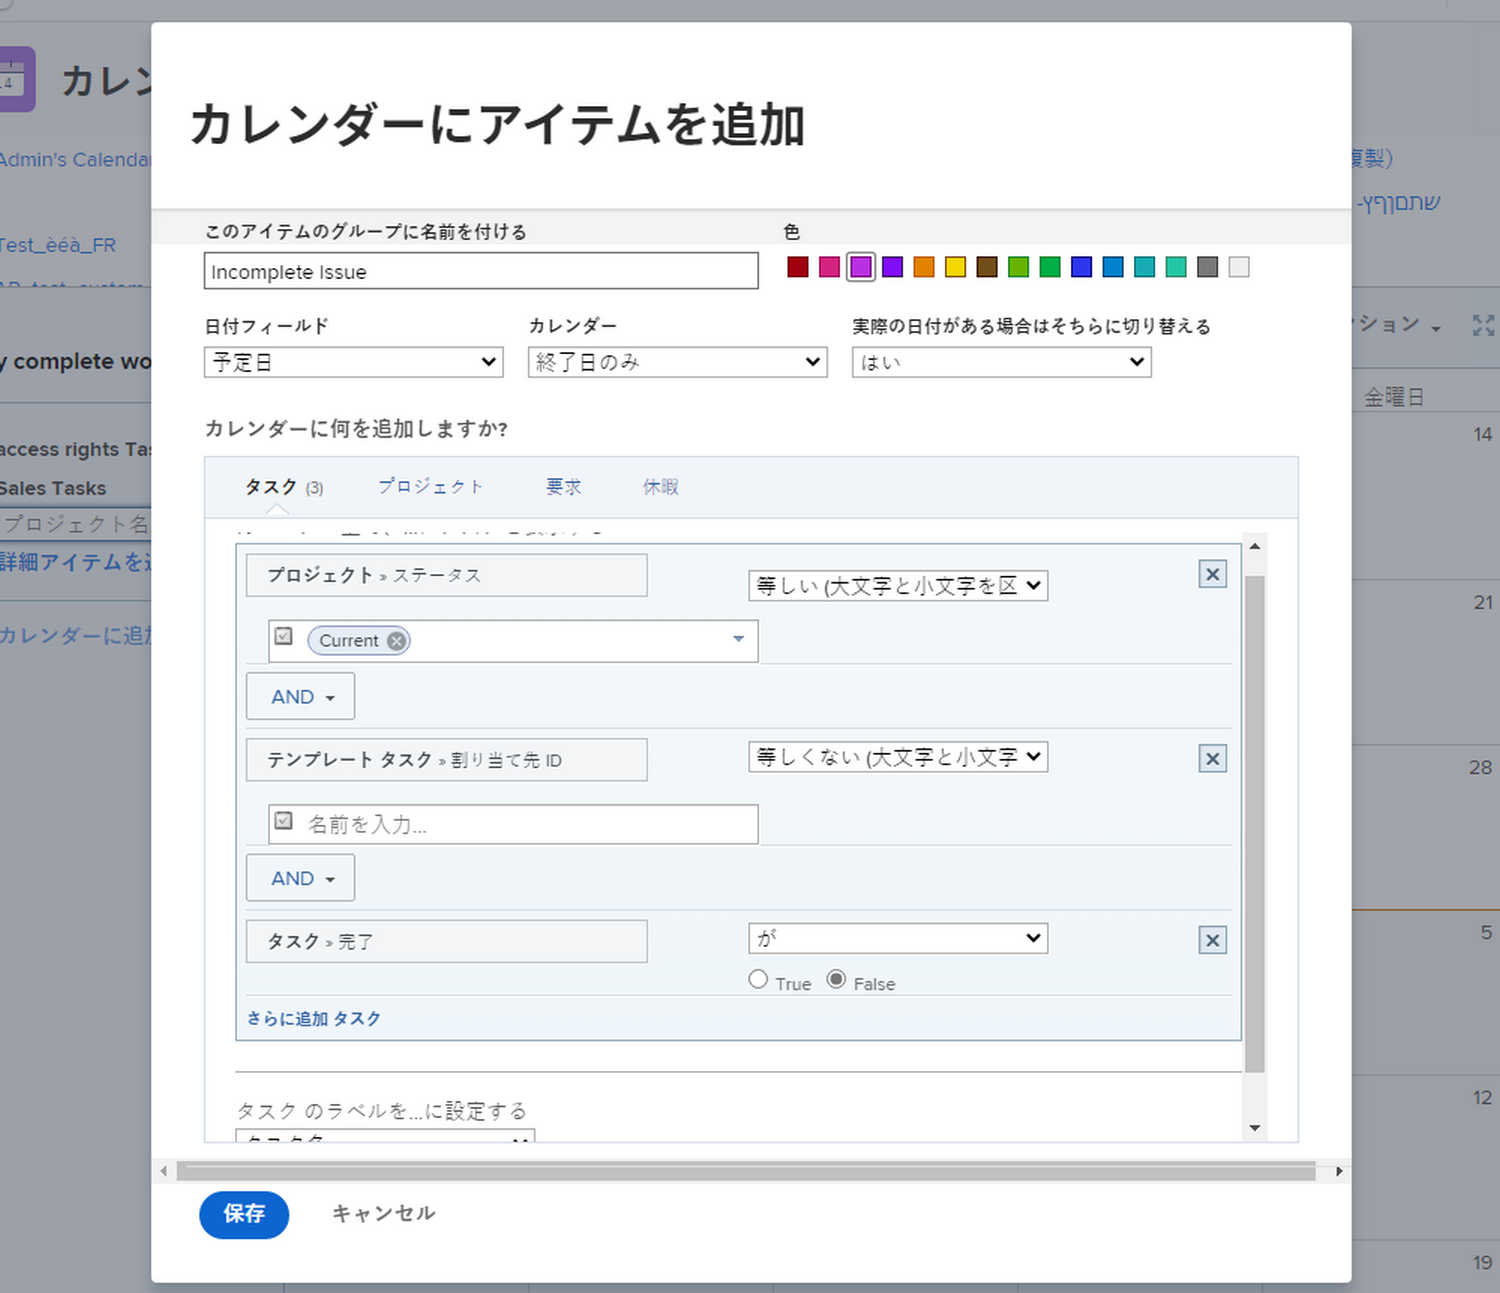 カレン
Admin's Calenda
複製)
Test_èéà_FR
クション
y complete wo
金曜日
14
access rights Tas
Sales Tasks
プロジェクト名
詳細アイテムを追
21
カレンダーに追加
28
5
12
19
カレンダーにアイテムを追加
このアイテムのグループに名前を付ける
色
Incomplete Issue
日付フィールド
カレンダー
実際の日付がある場合はそちらに切り替える
予定日
終了日のみ
はい
カレンダーに何を追加しますか?
タスク (3)
プロジェクト
要求
休暇
プロジェクト » ステータス
等しい (大文字と小文字を区
Current
AND
テンプレート タスク » 割り当て先 ID
等しくない (大文字と小文字
名前を入力...
AND
タスク » 完了
が
True
False
さらに追加 タスク
タスク のラベルを...に設定する
タスク名
保存
キャンセル